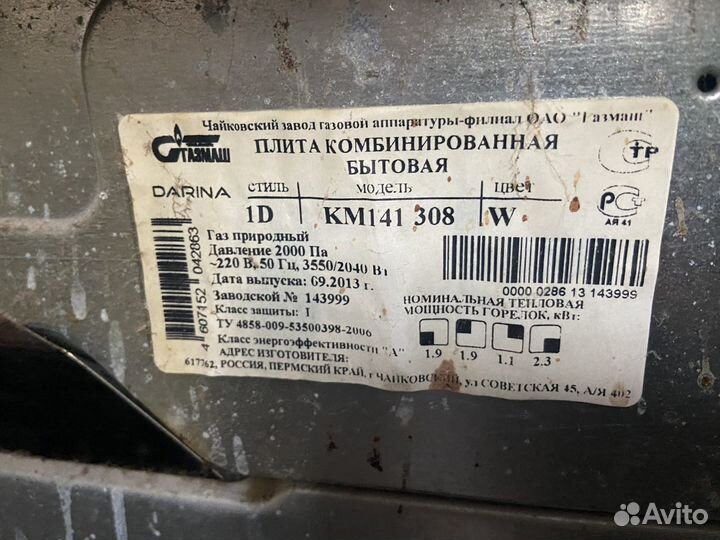 Чайковский завод газовой аппаратуры-филиал ОАО "Газмаш"
ГАЗМАШ
ПЛИТА КОМБИНИРОВАННАЯ
БЫТОВАЯ
DARINA
СТИЛЬ МОДЕЛЬ ЦВЕТ
1D KM141 308 W
ТР
РС
АЯ 41
Газ природный
Давление 2000 Па
~220 В, 50 Гц, 3550/2040 Вт
Дата выпуска: 09.2013 г.
Заводской № 143999
Класс защиты: I
ТУ 4858-009-53500398-2006
Класс энергоэффективности "А"
АДРЕС ИЗГОТОВИТЕЛЯ:
617762, РОССИЯ, ПЕРМСКИЙ КРАЙ, г ЧАЙКОВСКИЙ, ул СОВЕТСКАЯ 45, А/Я 402
4 607152 042863
0000 0286 13 143999
НОМИНАЛЬНАЯ ТЕПЛОВАЯ
МОЩНОСТЬ ГОРЕЛОК, кВт:
1.9 1.9 1.1 2.3
Avito